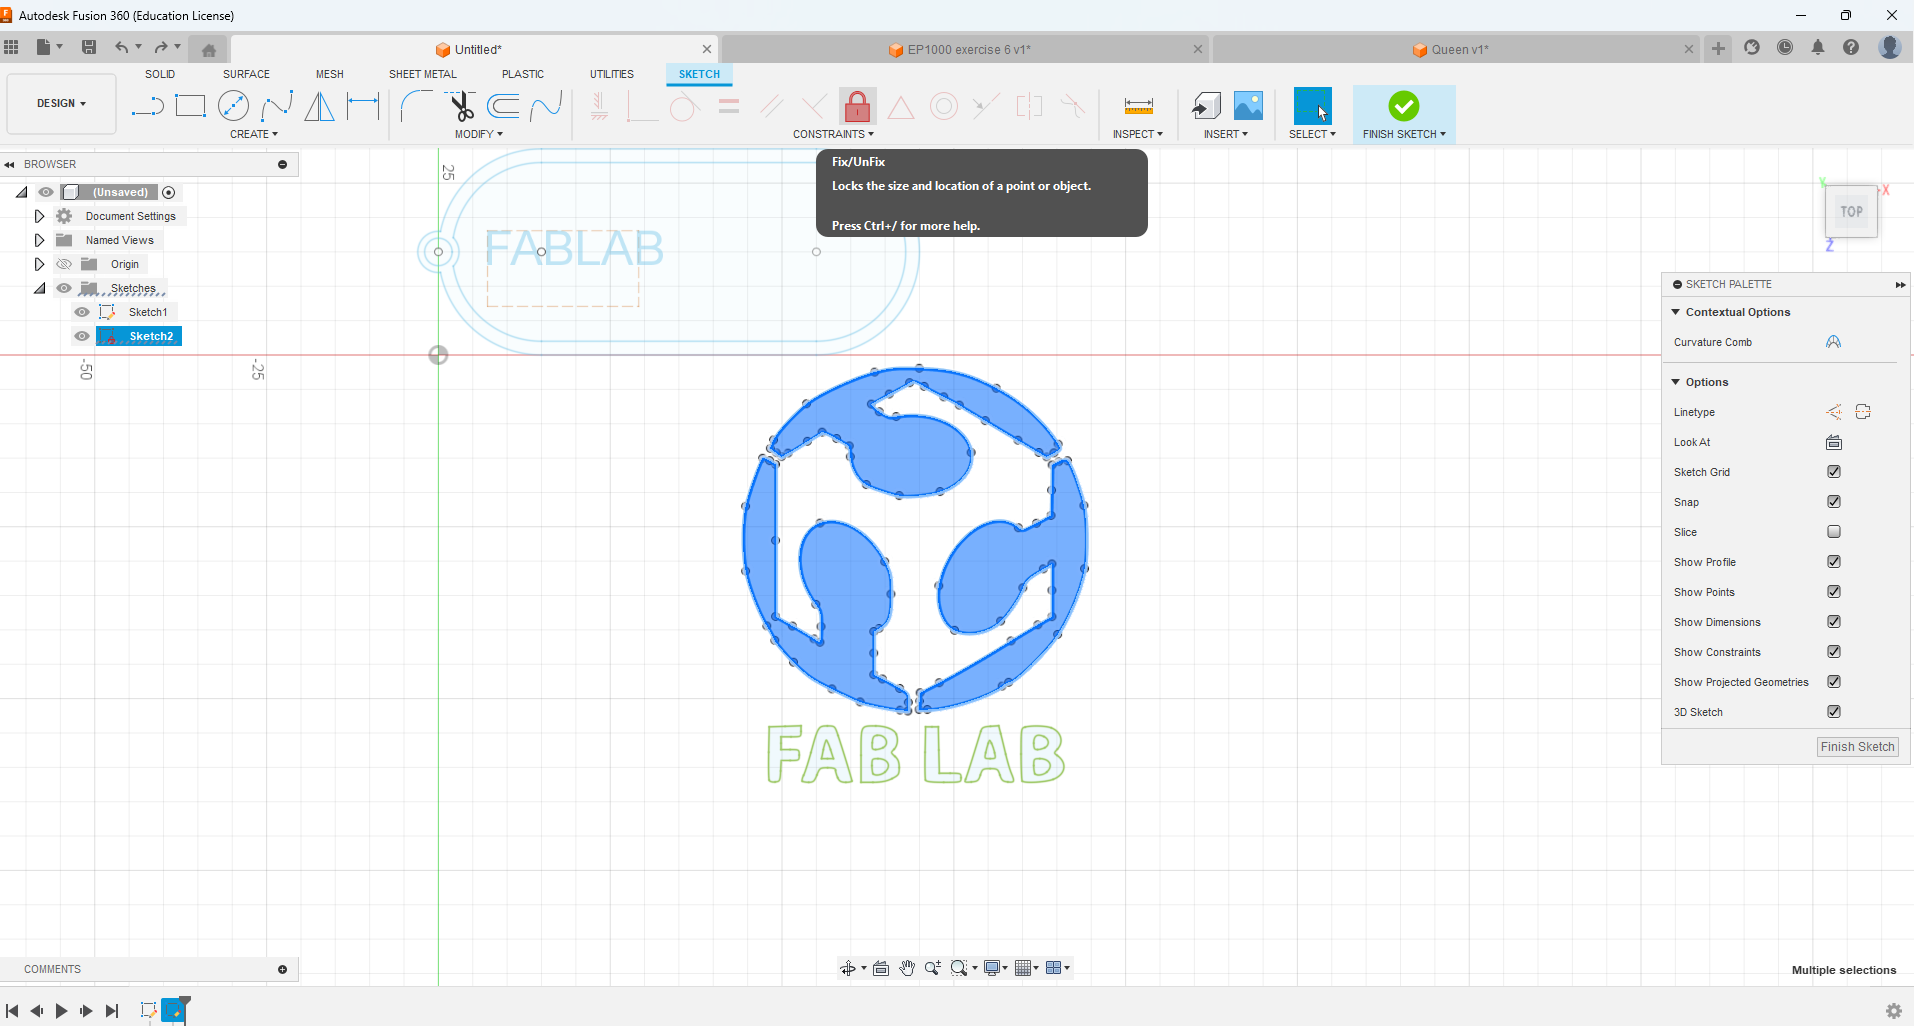 Autodesk Fusion 360 (Education License)
Untitled*
EP1000 exercise 6 v1*
Queen v1*
SOLID SURFACE MESH SHEET METAL PLASTIC UTILITIES SKETCH
DESIGN
CREATE MODIFY CONSTRAINTS INSPECT INSERT SELECT FINISH SKETCH
BROWSER
Fix/UnFix
Locks the size and location of a point or object.
Press Ctrl+/ for more help.
(Unsaved)
Document Settings
Named Views
Origin
Sketches
Sketch1
Sketch2
25
FABLAB
-50
-25
Y
X
TOP
Z
SKETCH PALETTE
Contextual Options
Curvature Comb
Options
Linetype
Look At
Sketch Grid
Snap
Slice
Show Profile
Show Points
Show Dimensions
Show Constraints
Show Projected Geometries
3D Sketch
Finish Sketch
FAB LAB
COMMENTS
Multiple selections